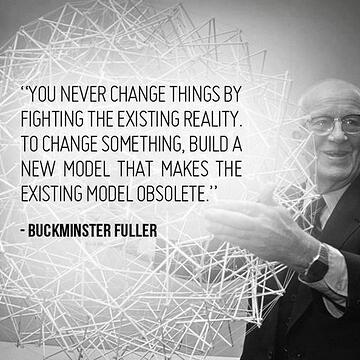 “YOU NEVER CHANGE THINGS BY
FIGHTING THE EXISTING REALITY.
TO CHANGE SOMETHING, BUILD A
NEW MODEL THAT MAKES THE
EXISTING MODEL OBSOLETE.”
- BUCKMINSTER FULLER